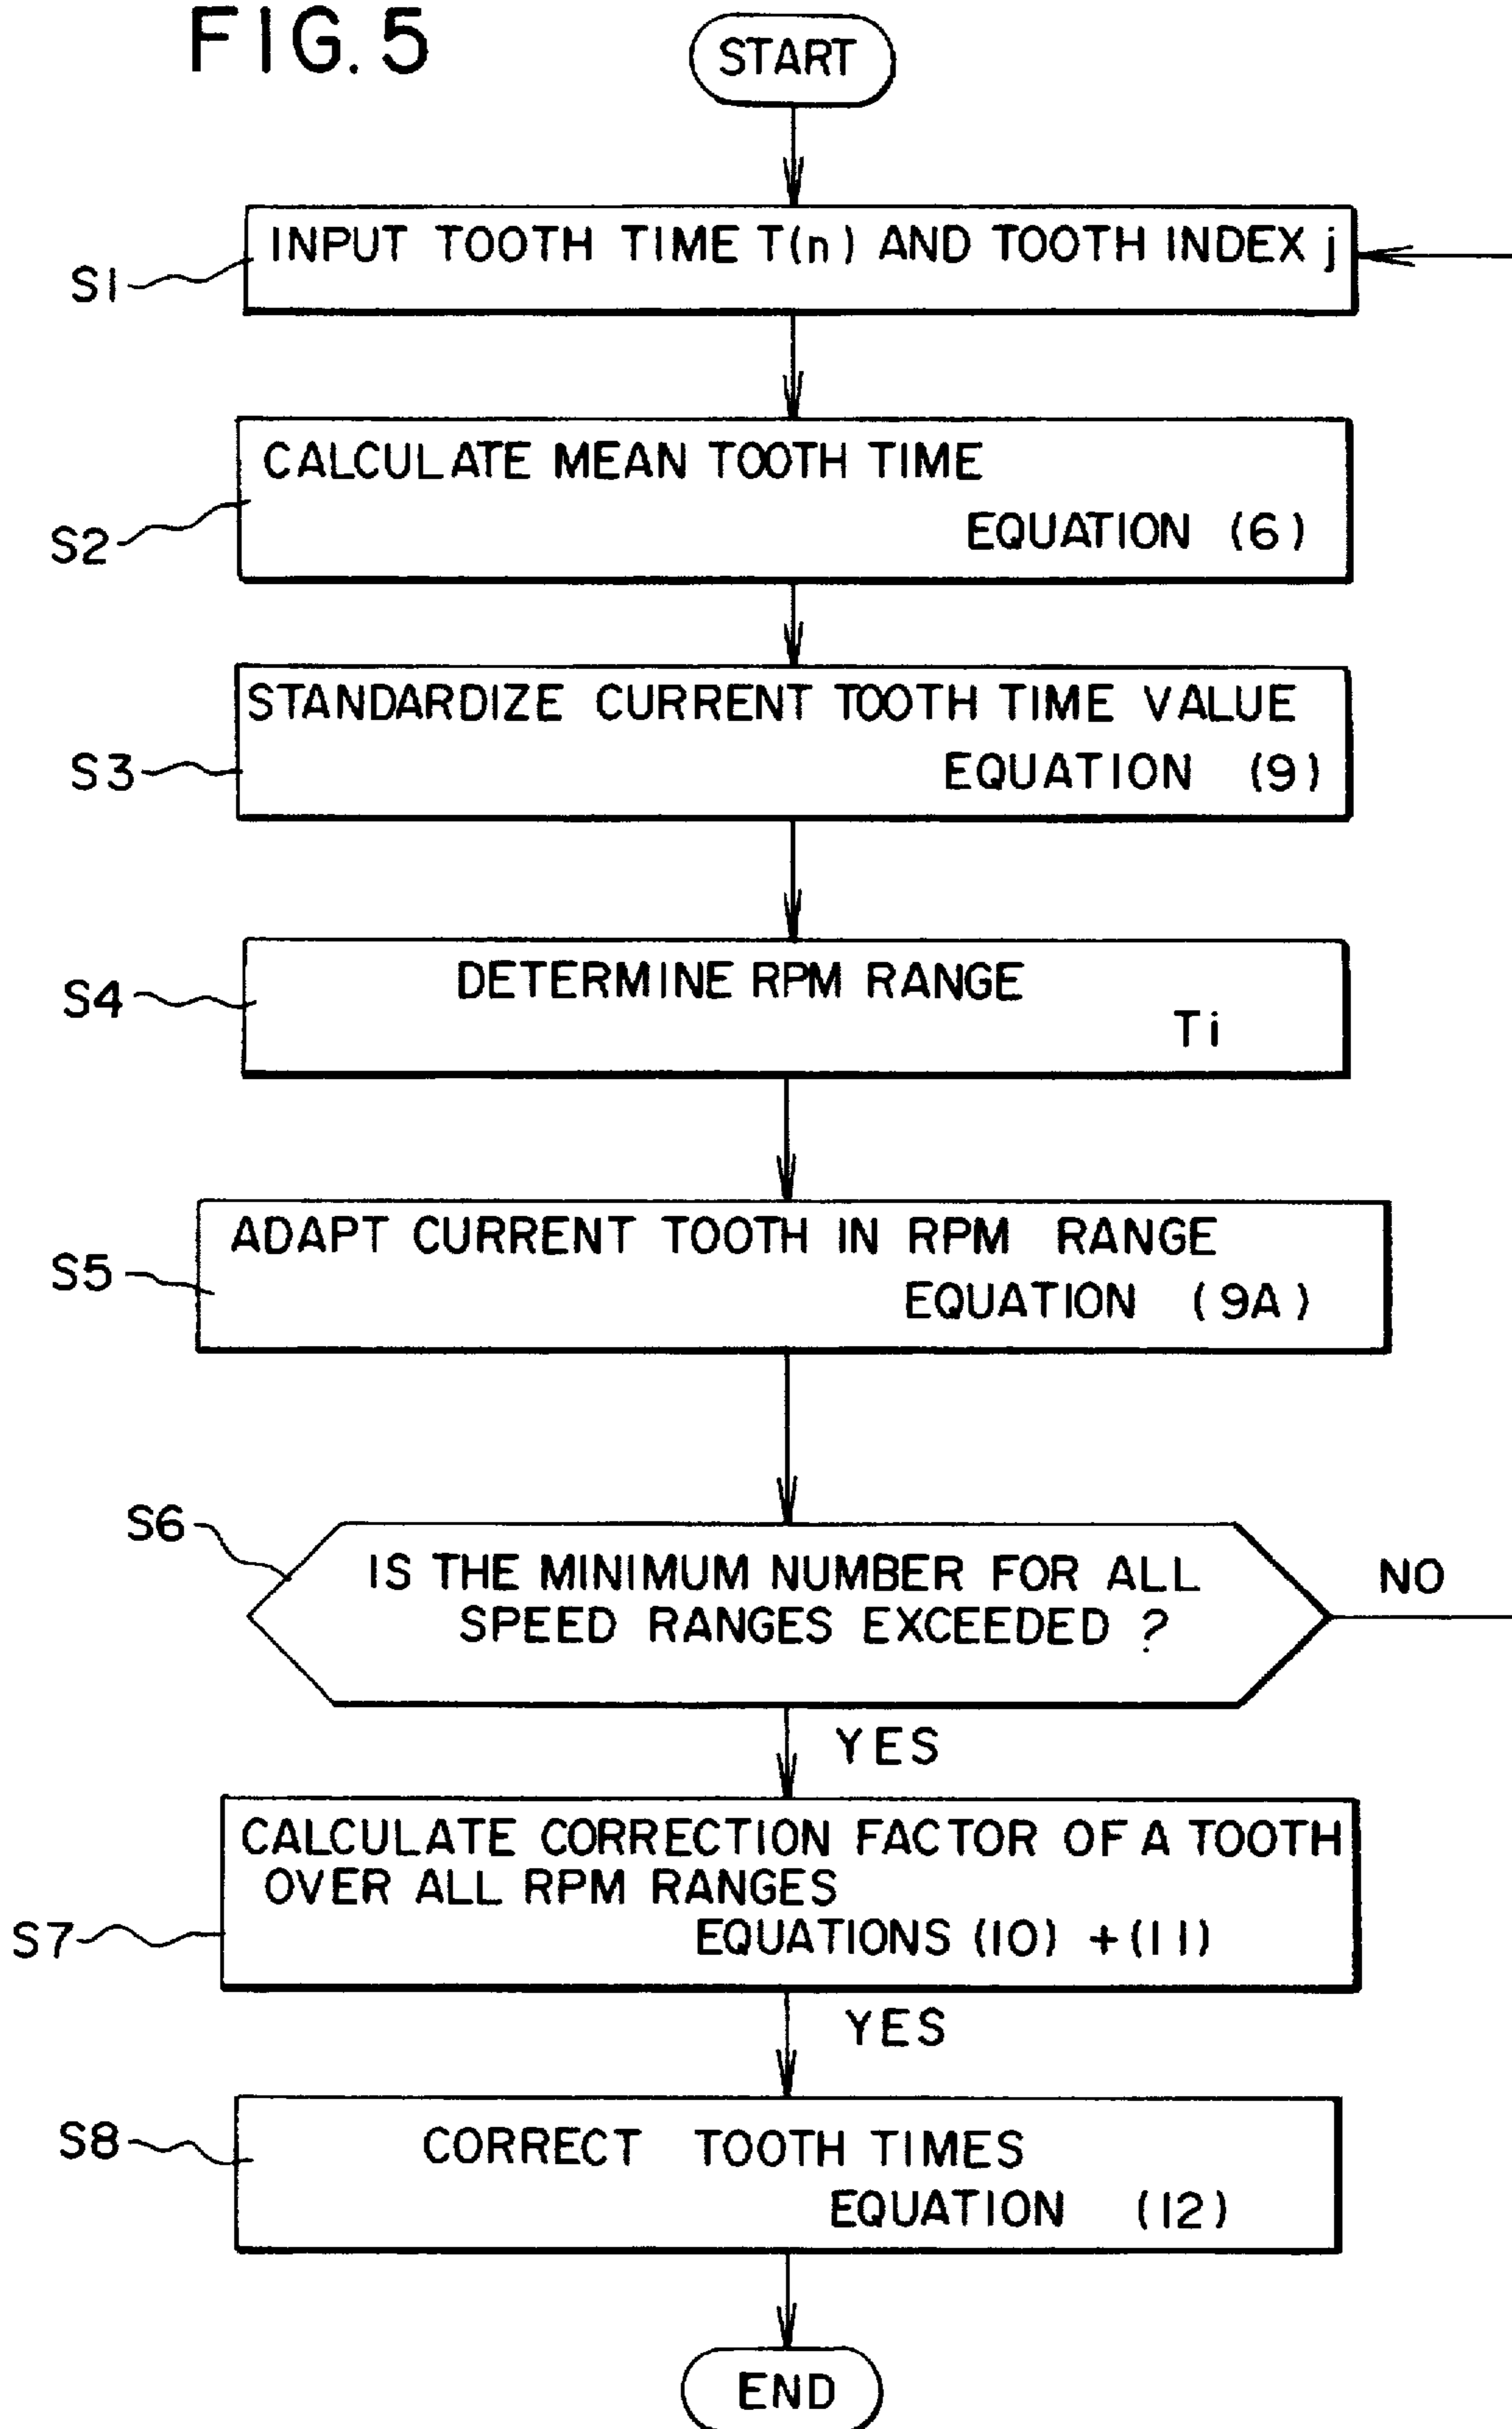 FIG. 5
START
INPUT TOOTH TIME T(n) AND TOOTH INDEX j
S1
CALCULATE MEAN TOOTH TIME
EQUATION (6)
S2
STANDARDIZE CURRENT TOOTH TIME VALUE
EQUATION (9)
S3
DETERMINE RPM RANGE
Ti
S4
ADAPT CURRENT TOOTH IN RPM RANGE
EQUATION (9A)
S5
S6
IS THE MINIMUM NUMBER FOR ALL
SPEED RANGES EXCEEDED ?
NO
YES
CALCULATE CORRECTION FACTOR OF A TOOTH
OVER ALL RPM RANGES
EQUATIONS (10) + (11)
S7
YES
S8
CORRECT TOOTH TIMES
EQUATION (12)
END